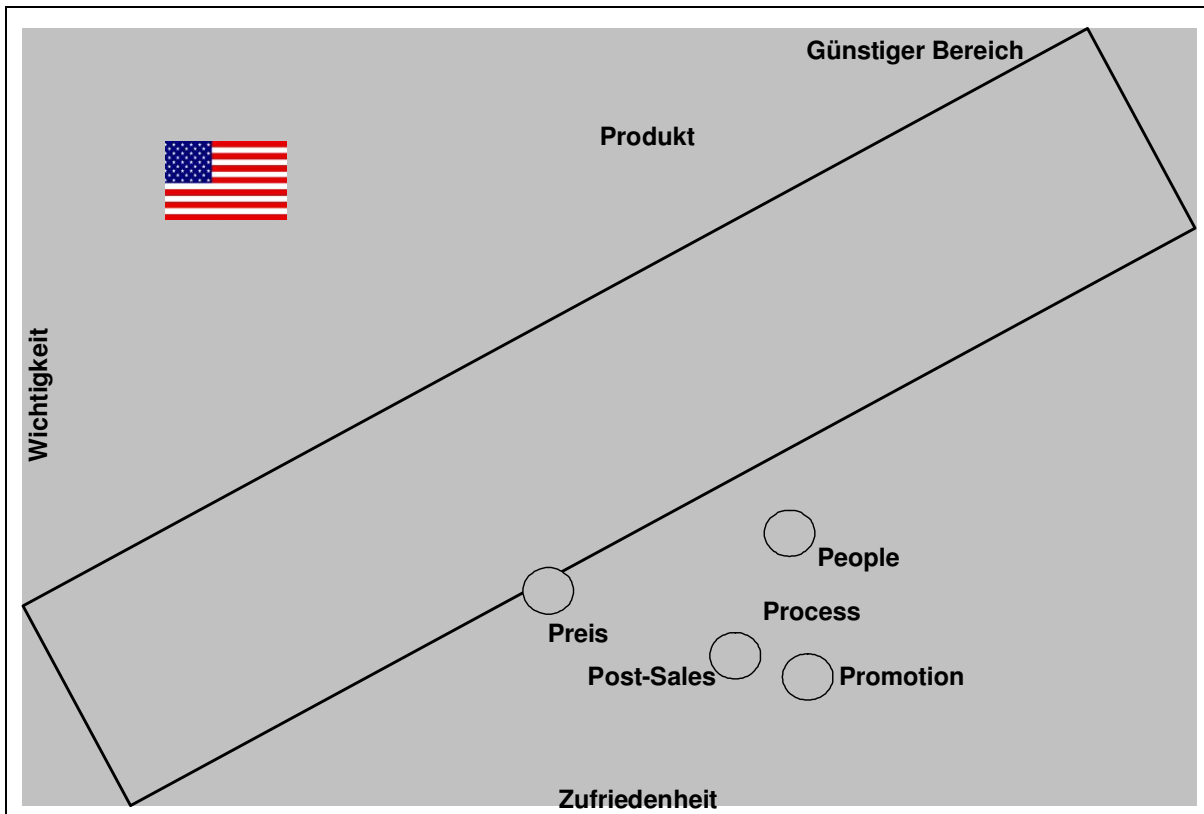 Günstiger Bereich
Produkt
Wichtigkeit
People
Process
Preis
Post-Sales
Promotion
Zufriedenheit